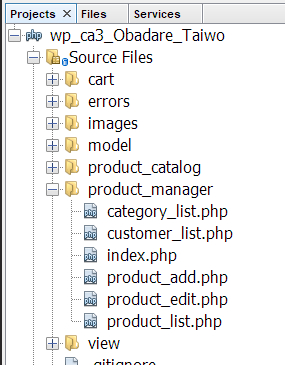 Projects × Files Services
php wp_ca3_Obadare_Taiwo
Source Files
cart
errors
images
model
product_catalog
product_manager
category_list.php
customer_list.php
index.php
product_add.php
product_edit.php
product_list.php
view
.gitignore